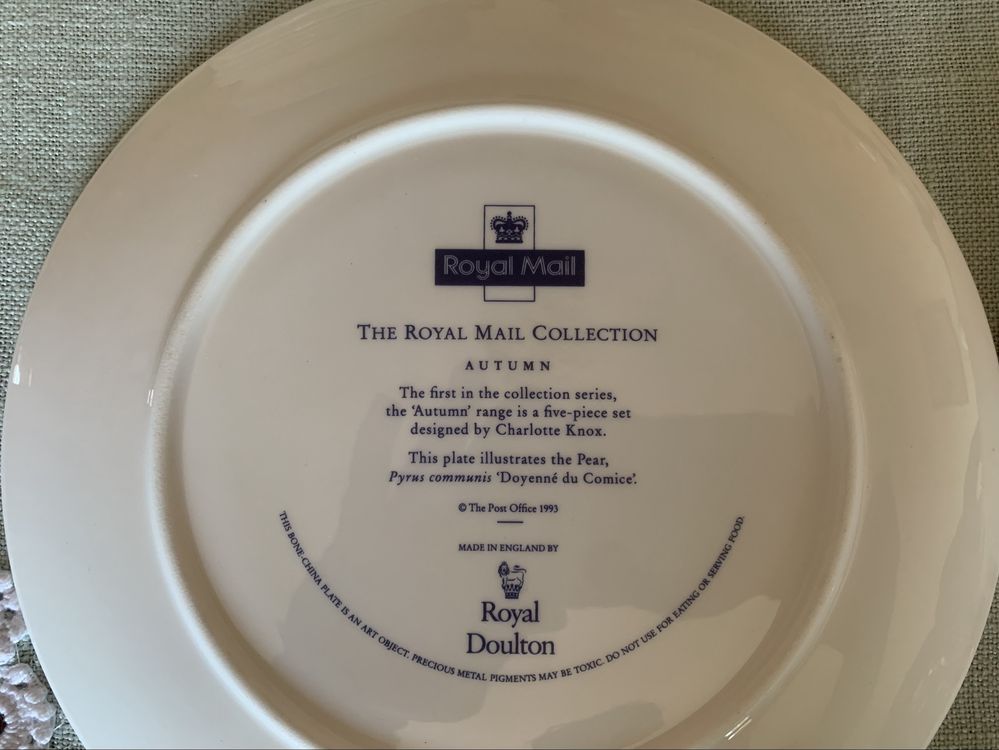 Royal Mail
THE ROYAL MAIL COLLECTION
AUTUMN
The first in the collection series,
the ‘Autumn’ range is a five-piece set
designed by Charlotte Knox.
This plate illustrates the Pear,
Pyrus communis ‘Doyenné du Comice’.
© The Post Office 1993
MADE IN ENGLAND BY
Royal
Doulton
THIS BONE-CHINA PLATE IS AN ART OBJECT. PRECIOUS METAL PIGMENTS MAY BE TOXIC. DO NOT USE FOR EATING OR SERVING FOOD.